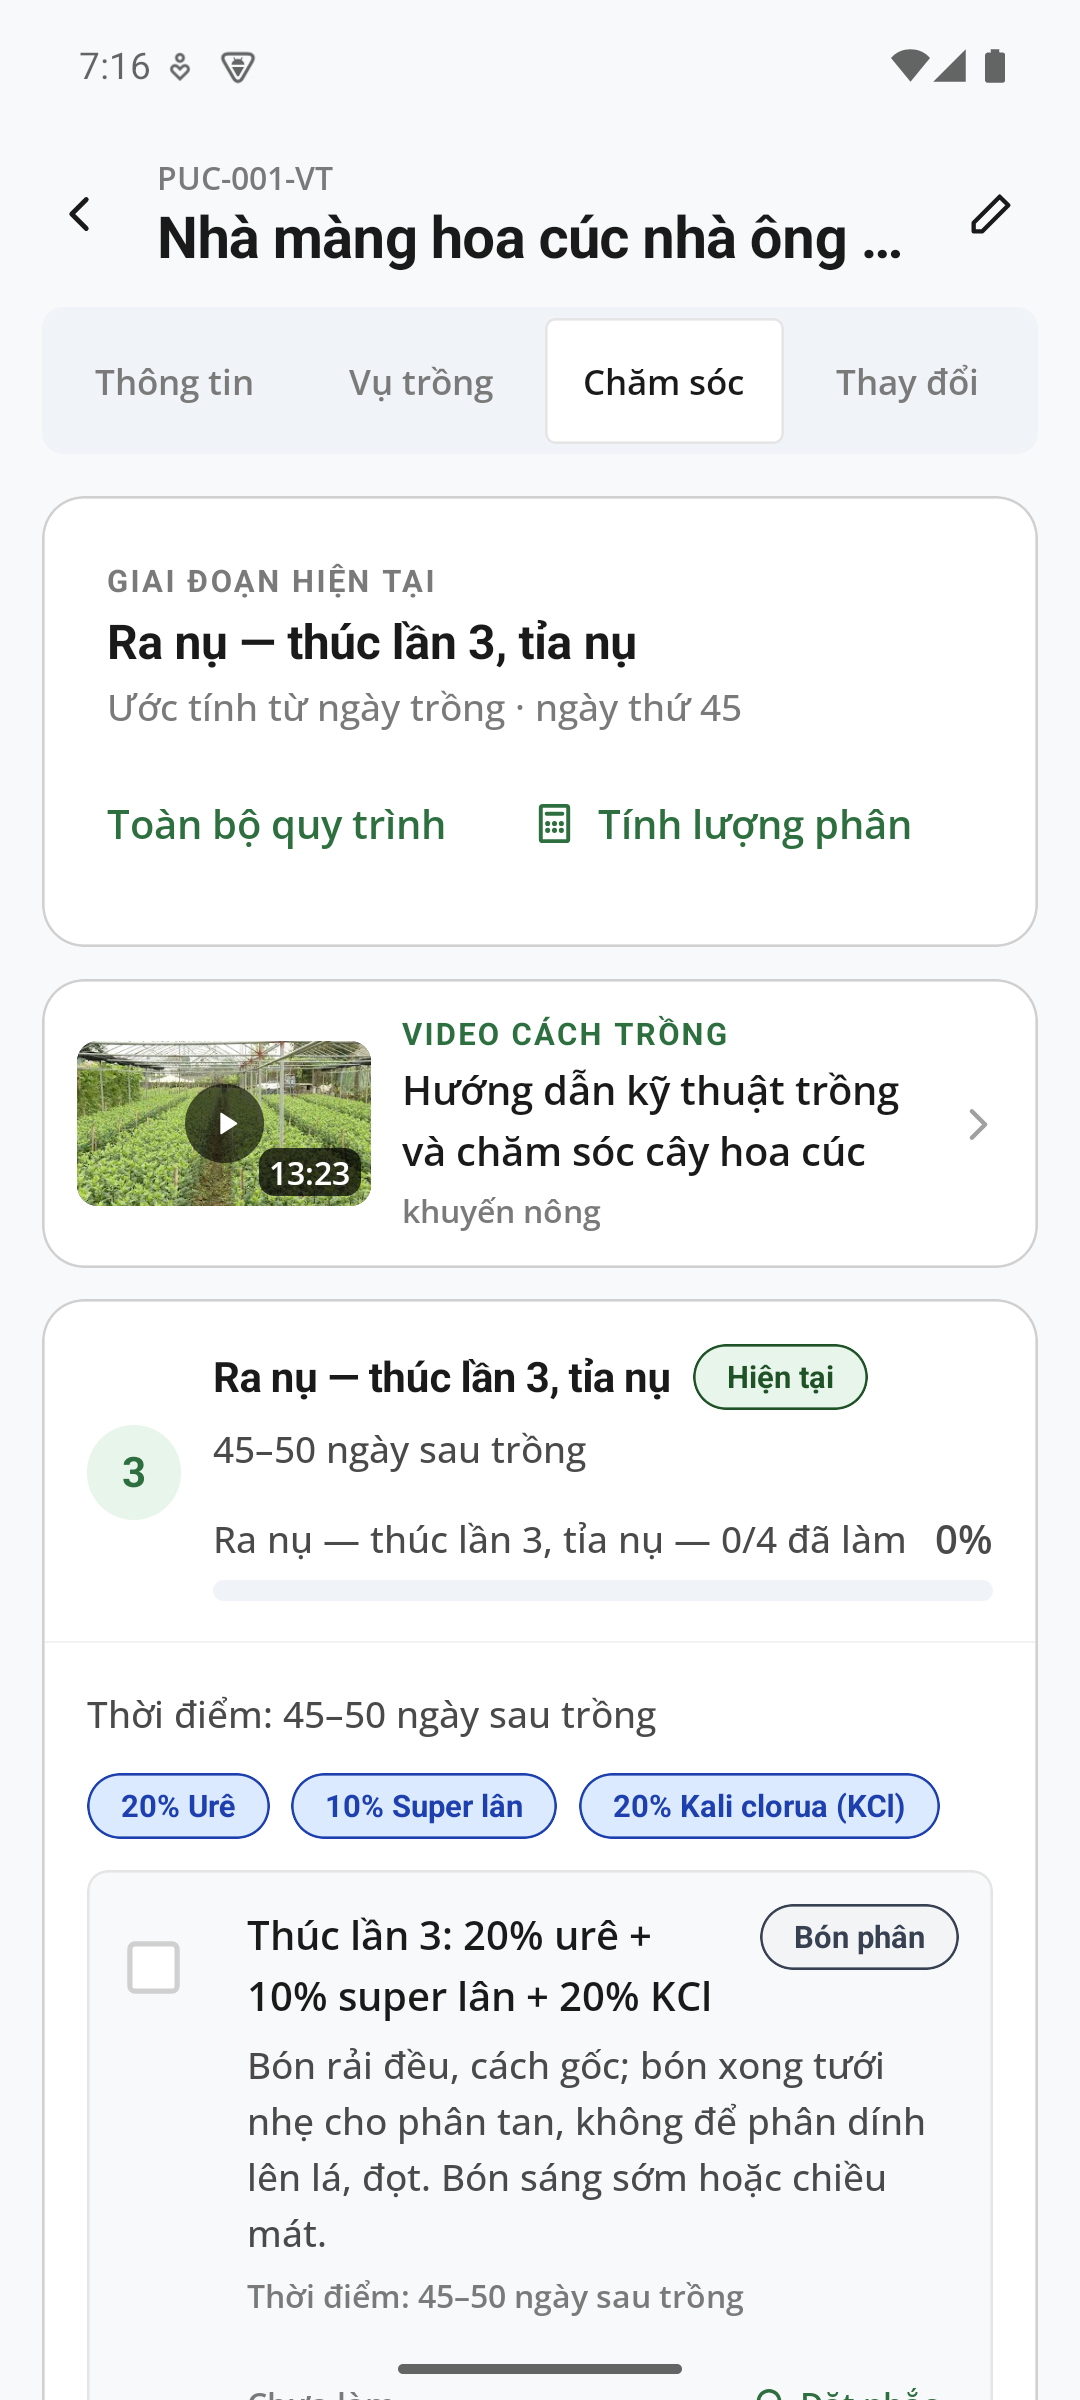 7:16
PUC-001-VT
Nhà màng hoa cúc nhà ông ...
Thông tin
Vụ trồng
Chăm sóc
Thay đổi
GIAI ĐOẠN HIỆN TẠI
Ra nụ — thúc lần 3, tỉa nụ
Ước tính từ ngày trồng · ngày thứ 45
Toàn bộ quy trình
Tính lượng phân
VIDEO CÁCH TRỒNG
Hướng dẫn kỹ thuật trồng
và chăm sóc cây hoa cúc
khuyến nông
13:23
Ra nụ — thúc lần 3, tỉa nụ
Hiện tại
3
45–50 ngày sau trồng
Ra nụ — thúc lần 3, tỉa nụ — 0/4 đã làm 0%
Thời điểm: 45–50 ngày sau trồng
20% Urê
10% Super lân
20% Kali clorua (KCl)
Thúc lần 3: 20% urê +
10% super lân + 20% KCl
Bón phân
Bón rải đều, cách gốc; bón xong tưới
nhẹ cho phân tan, không để phân dính
lên lá, đọt. Bón sáng sớm hoặc chiều
mát.
Thời điểm: 45–50 ngày sau trồng